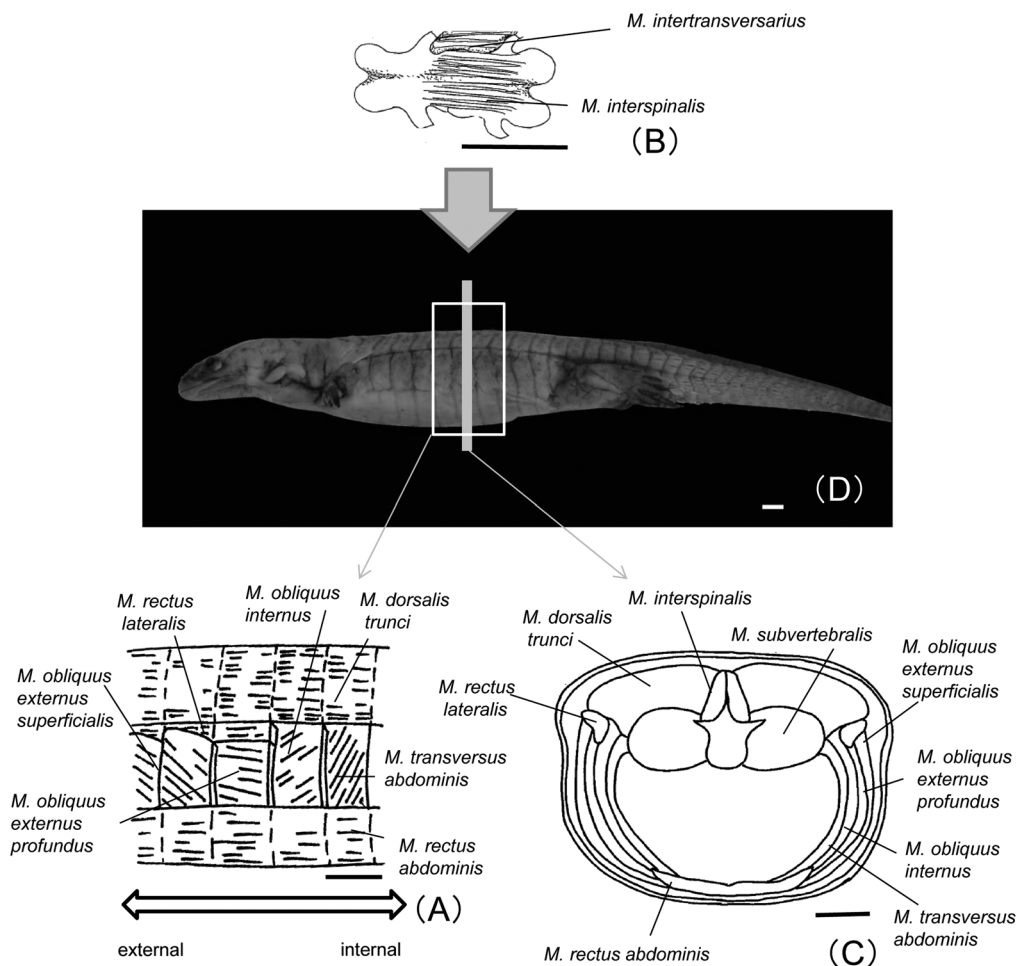 M. intertransversarius
M. interspinalis
(B)
(D)
M. rectus
lateralis
M. obliquus
internus
M. dorsalis
trunci
M. obliquus
externus
superficialis
M. transversus
abdominis
M. obliquus
externus
profundus
M. rectus
abdominis
(A)
external
internal
M. interspinalis
M. dorsalis
trunci
M. subvertebralis
M. rectus
lateralis
M. obliquus
externus
superficialis
M. obliquus
externus
profundus
M. obliquus
internus
M. transversus
abdominis
M. rectus abdominis
(C)